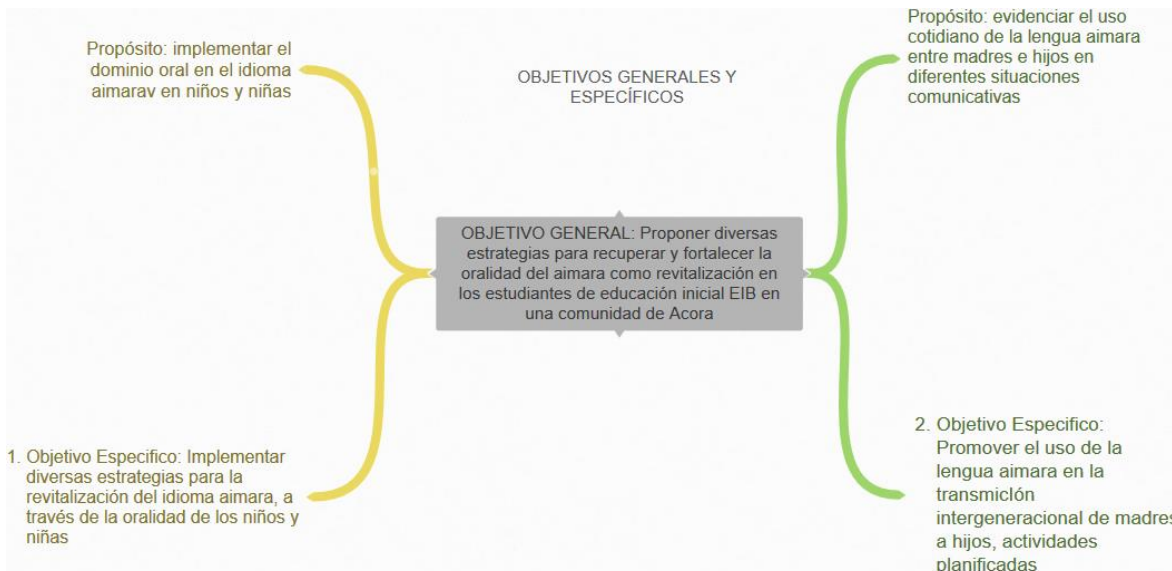 Propósito: implementar el
dominio oral en el idioma
aimarav en niños y niñas
OBJETIVOS GENERALES Y
ESPECÍFICOS
Propósito: evidenciar el uso
cotidiano de la lengua aimara
entre madres e hijos en
diferentes situaciones
comunicativas
OBJETIVO GENERAL: Proponer diversas
estrategias para recuperar y fortalecer la
oralidad del aimara como revitalización en
los estudiantes de educación inicial EIB en
una comunidad de Acora
1. Objetivo Especifico: Implementar
diversas estrategias para la
revitalización del idioma aimara, a
través de la oralidad de los niños y
niñas
2. Objetivo Especifico:
Promover el uso de la
lengua aimara en la
transmiclón
intergeneracional de madres
a hijos, actividades
planificadas